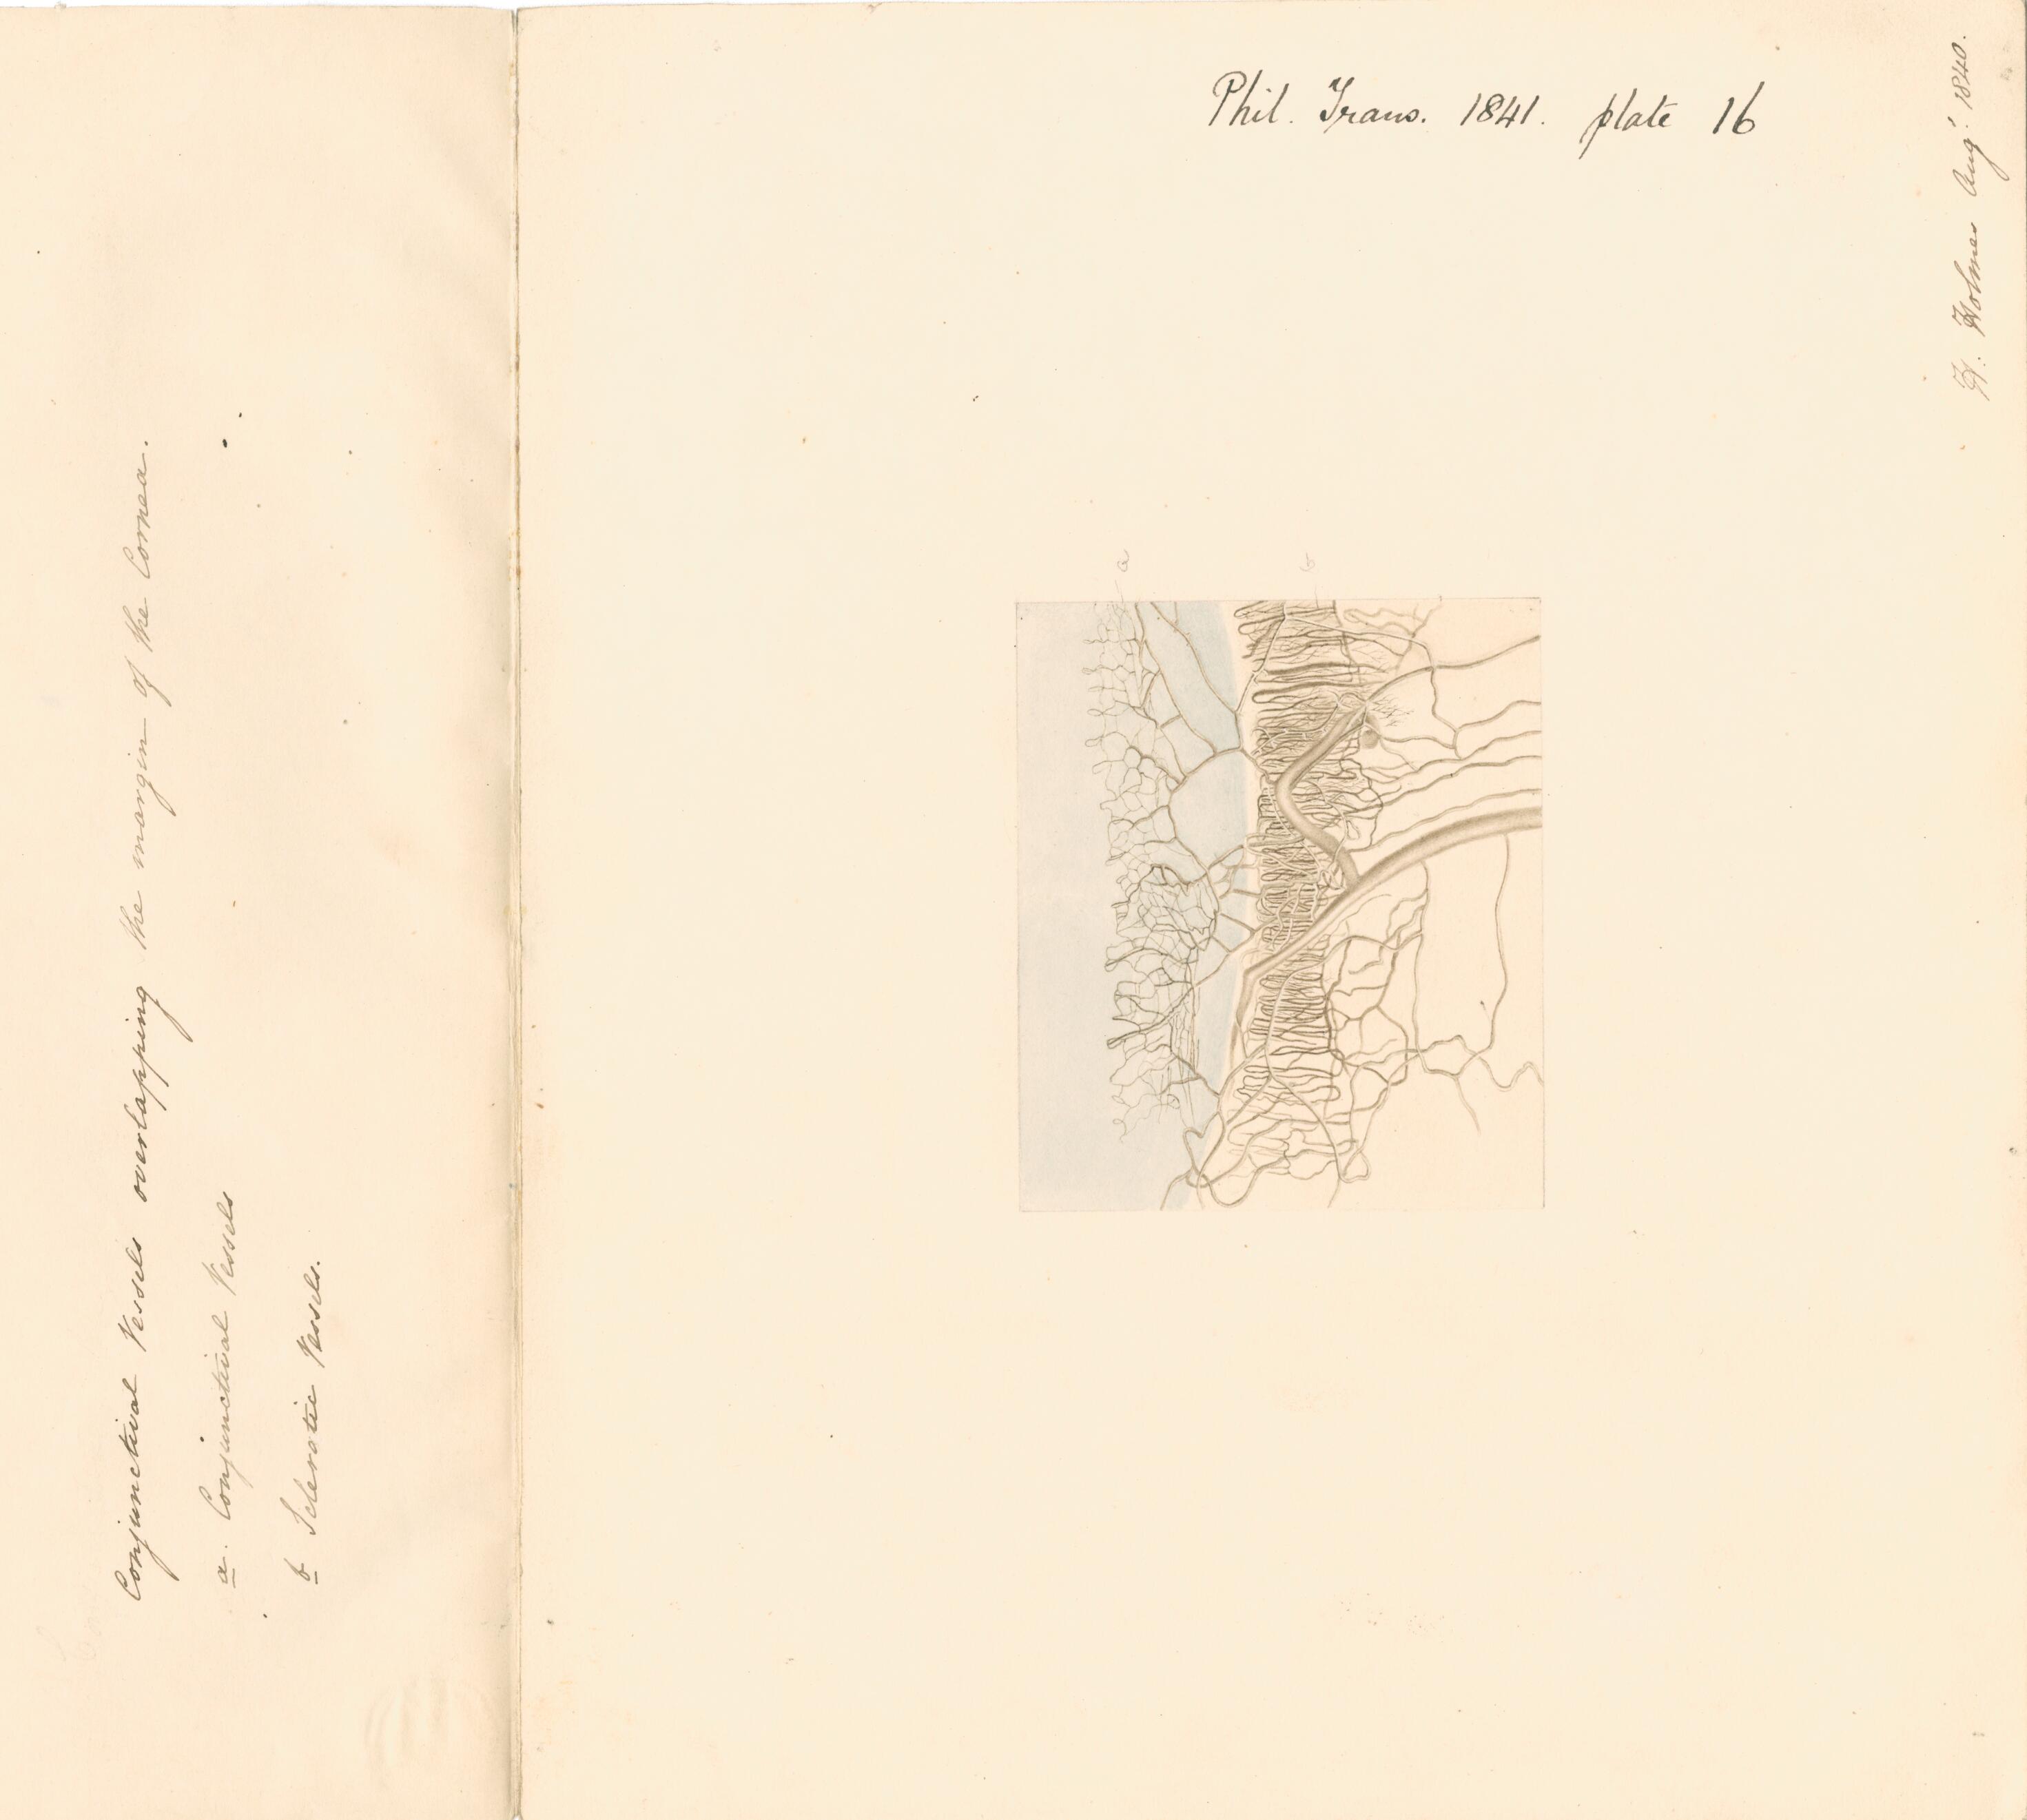 Phil. Trans. 1841. plate 16
H. Holmes Augt. 1840.
a
b
Conjunctival Vessels overlapping the margin of the Cornea.
a. Conjunctival Vessels
b Sclerotic Vessels.